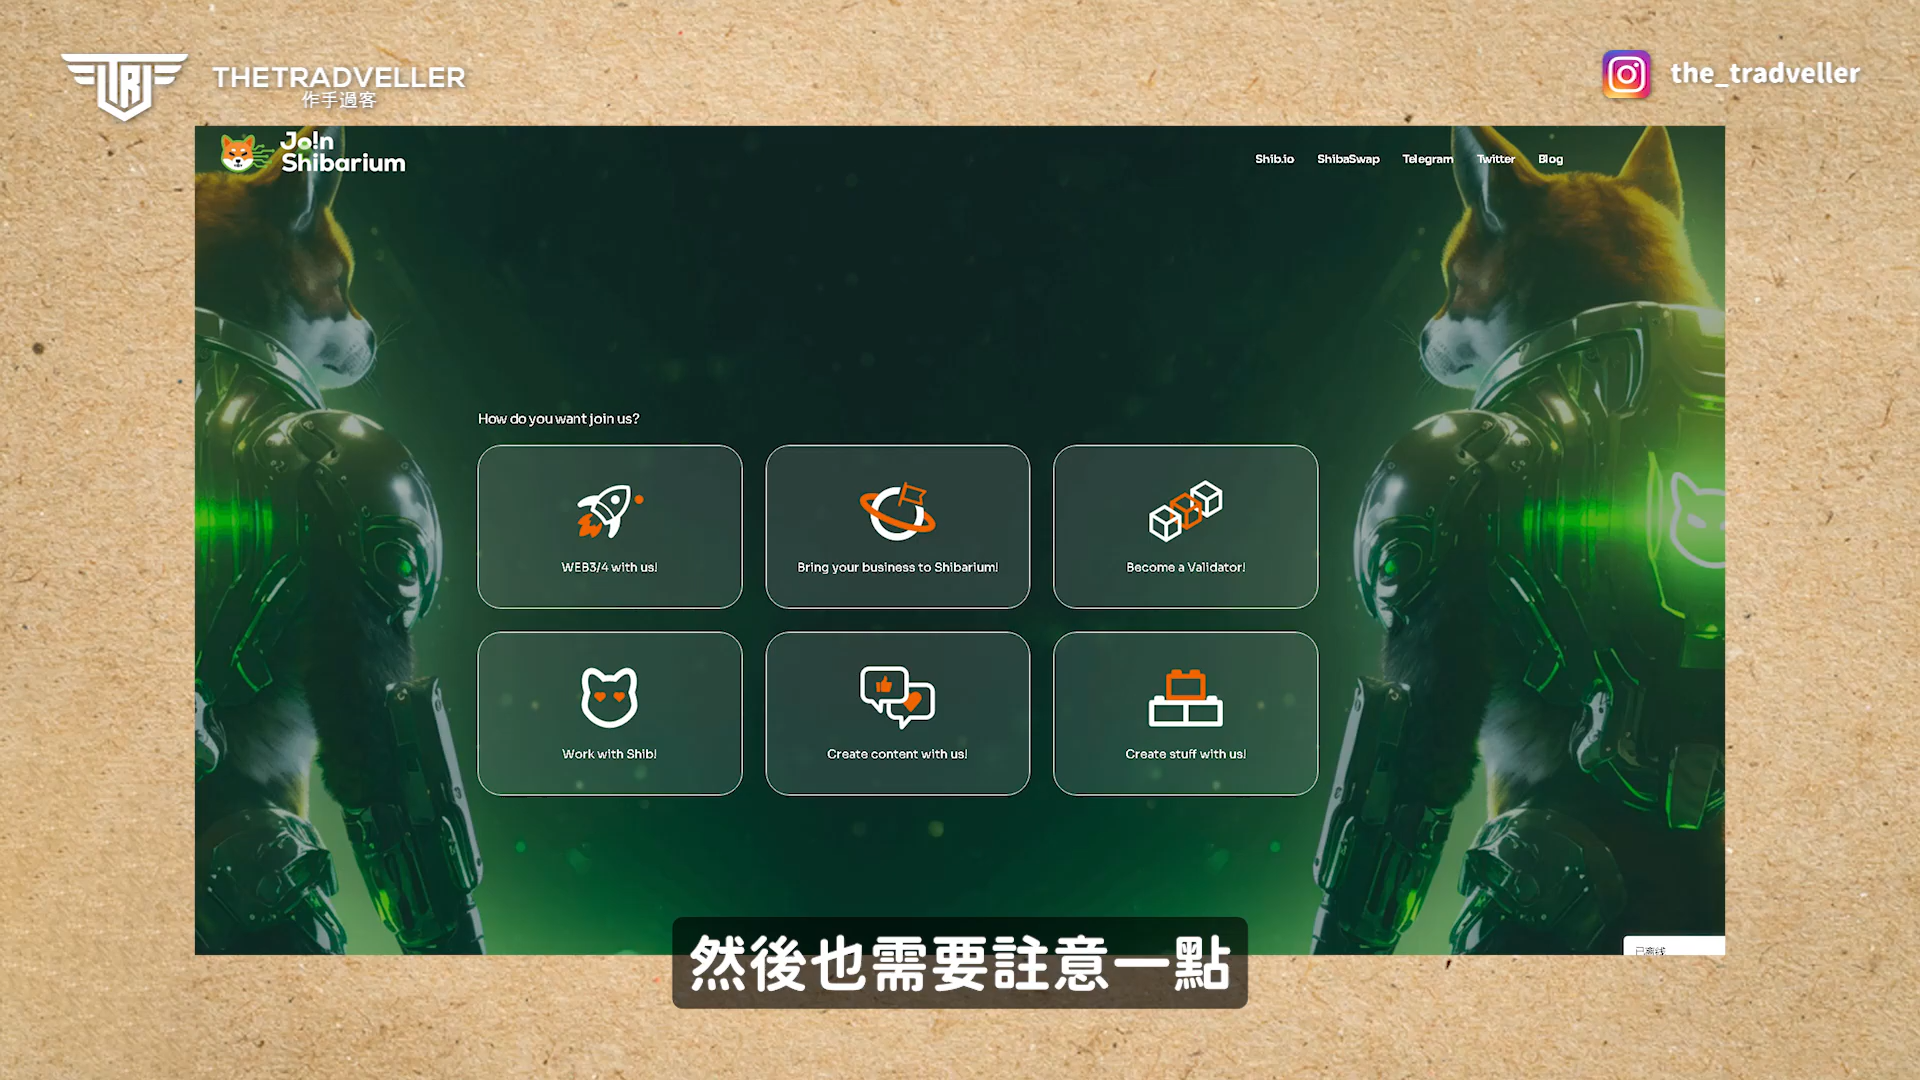 THETRADVELLER
作手過客
the_tradveller
Jo!n
Shibarium
Shib.io
ShibaSwap
Telegram
Twitter
Blog
How do you want join us?
WEB3/4 with us!
Bring your business to Shibarium!
Become a Validator!
Work with Shib!
Create content with us!
Create stuff with us!
然後也需要註意一點